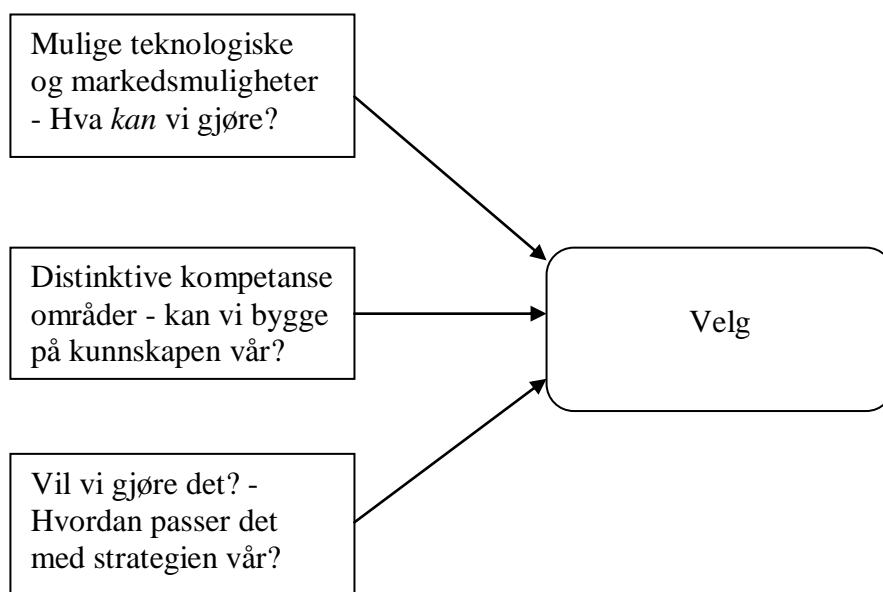 Mulige teknologiske
og markedsmuligheter
- Hva kan vi gjøre?
Distinktive kompetanse
områder - kan vi bygge
på kunnskapen vår?
Velg
Vil vi gjøre det? -
Hvordan passer det
med strategien vår?